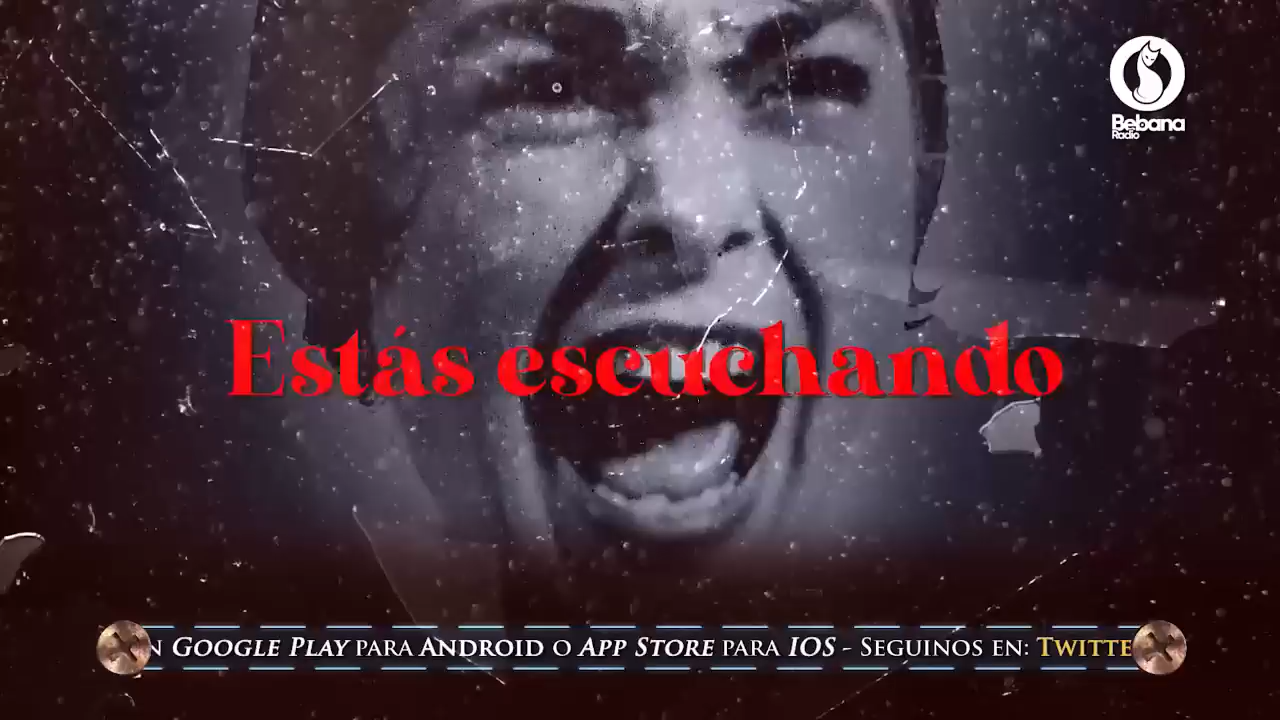 Bebana
Radio
Estás escuchando
N GOOGLE PLAY PARA ANDROID O APP STORE PARA IOS - SEGUINOS EN: TWITTE